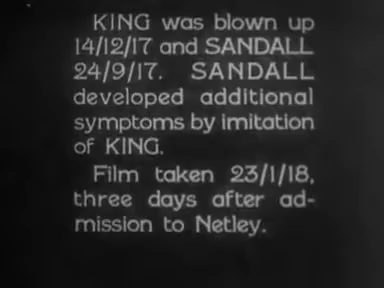 KING was blown up
14/12/17 and SANDALL
24/9/17. SANDALL
developed additional
symptoms by imitation
of KING.
Film taken 23/1/18,
three days after ad-
mission to Netley.